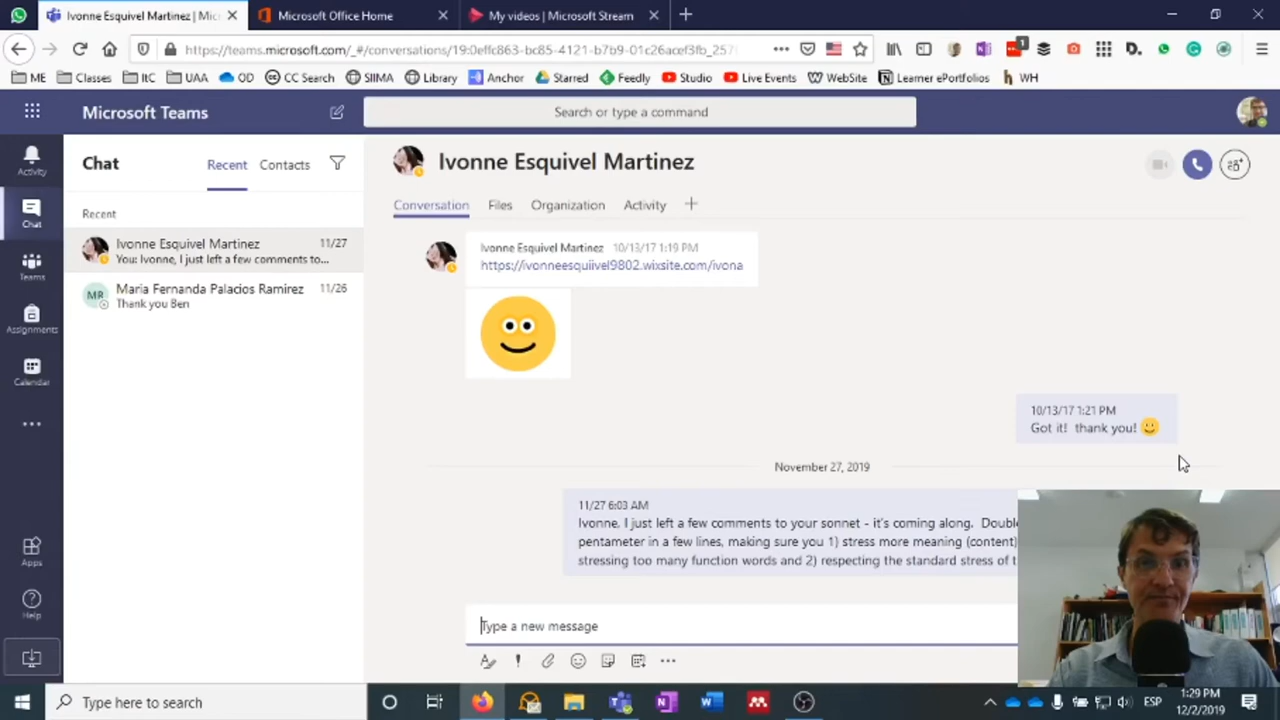 Ivonne Esquivel Martinez | Mic
Microsoft Office Home
My videos | Microsoft Stream
https://teams.microsoft.com/_#/conversations/19:0effc863-bc85-4121-b7b9-01c26acef3fb_257f
ME
Classes
IIC
UAA
OD
CC Search
SIIMA
Library
Anchor
Starred
Feedly
Studio
Live Events
WebSite
Learner ePortfolios
WH
Microsoft Teams
Search or type a command
Activity
Chat
Teams
Assignments
Calendar
Apps
Help
Chat
Recent
Contacts
Recent
Ivonne Esquivel Martinez 11/27
You: Ivonne, I just left a few comments to...
MR
Maria Fernanda Palacios Ramirez 11/26
Thank you Ben
Ivonne Esquivel Martinez
Conversation
Files
Organization
Activity
Ivonne Esquivel Martinez 10/13/17 1:19 PM
https://ivonneesquiivel9802.wixsite.com/ivona
10/13/17 1:21 PM
Got it! thank you!
November 27, 2019
11/27 6:03 AM
Ivonne, I just left a few comments to your sonnet - it's coming along. Doub
pentameter in a few lines, making sure you 1) stress more meaning (content)
stressing too many function words and 2) respecting the standard stress of t
Type a new message
Type here to search
ESP
1:29 PM
12/2/2019